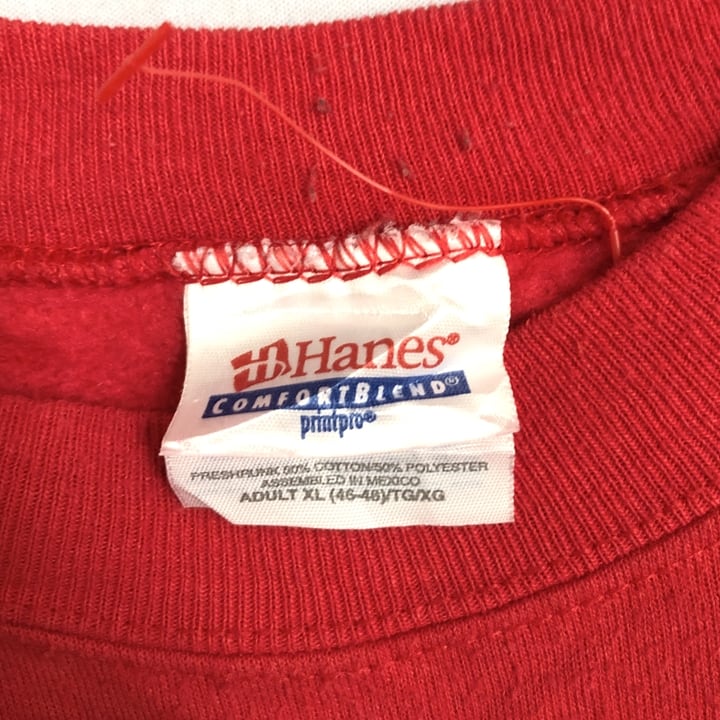 Hanes®
COMFORTBLEND®
printpro®
PRESHRUNK 50% COTTON/50% POLYESTER
ASSEMBLED IN MEXICO
ADULT XL (46-48)/TG/XG